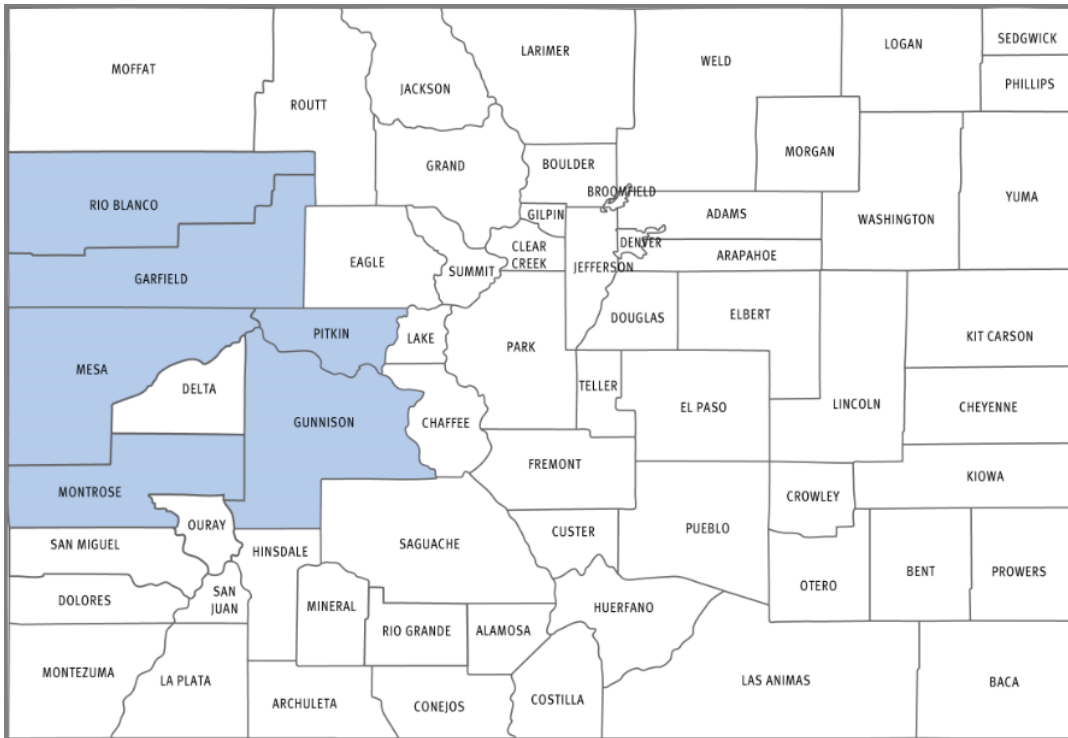 MOFFAT
ROUTT
JACKSON
LARIMER
WELD
LOGAN
SEDGWICK
PHILLIPS
MORGAN
GRAND
BOULDER
BROOMFIELD
YUMA
WASHINGTON
RIO BLANCO
GILPIN
ADAMS
DENVER
CLEAR
CREEK
ARAPAHOE
JEFFERSON
EAGLE
SUMMIT
GARFIELD
DOUGLAS
ELBERT
KIT CARSON
PITKIN
LAKE
PARK
MESA
DELTA
TELLER
EL PASO
LINCOLN
CHEYENNE
GUNNISON
CHAFFEE
FREMONT
KIOWA
MONTROSE
CROWLEY
OURAY
PUEBLO
CUSTER
SAN MIGUEL
HINSDALE
SAGUACHE
BENT
PROWERS
OTERO
DOLORES
SAN
JUAN
MINERAL
HUERFANO
RIO GRANDE
ALAMOSA
MONTEZUMA
LA PLATA
LAS ANIMAS
BACA
ARCHULETA
CONEJOS
COSTILLA